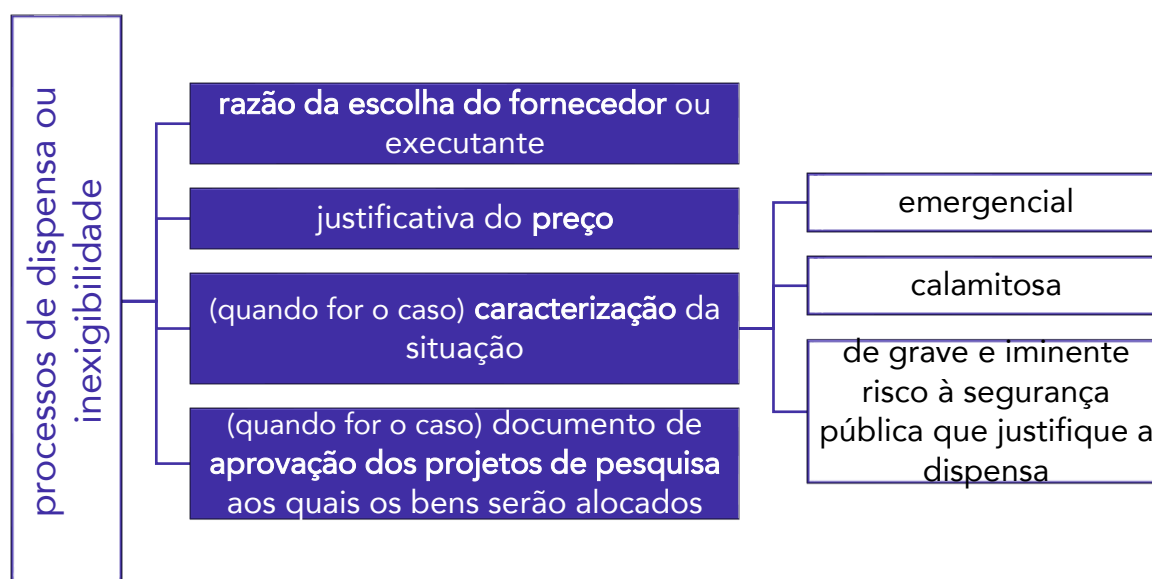 processos de dispensa ou
inexigibilidade
razão da escolha do fornecedor ou
executante
justificativa do preço
(quando for o caso) caracterização da
situação
(quando for o caso) documento de
aprovação dos projetos de pesquisa
aos quais os bens serão alocados
emergencial
calamitosa
de grave e iminente
risco à segurança
pública que justifique a
dispensa